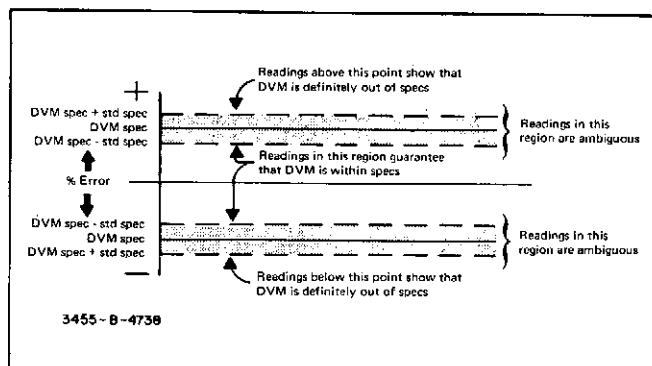 Readings above this point show that
DVM is definitely out of specs
+
DVM spec + std spec
DVM spec
DVM spec - std spec
Readings in this
region are ambiguous
Readings in this region guarantee
that DVM is within specs
% Error
DVM spec - std spec
DVM spec
DVM spec + std spec
Readings in this
region are ambiguous
—
Readings below this point show that
DVM is definitely out of specs
3455-B-4738